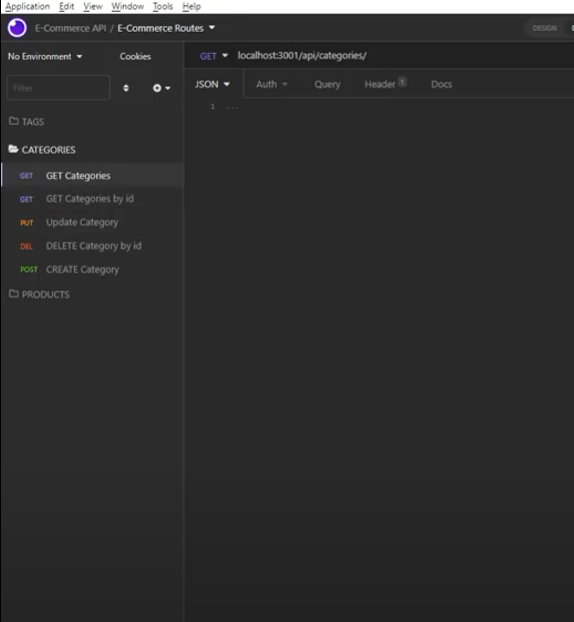 Application Edit View Window Tools Help
E-Commerce API / E-Commerce Routes DESIGN
No Environment Cookies GET localhost:3001/api/categories/
Filter JSON Auth Query Header 1 Docs
1 ...
TAGS
CATEGORIES
GET GET Categories
GET GET Categories by id
PUT Update Category
DEL DELETE Category by id
POST CREATE Category
PRODUCTS